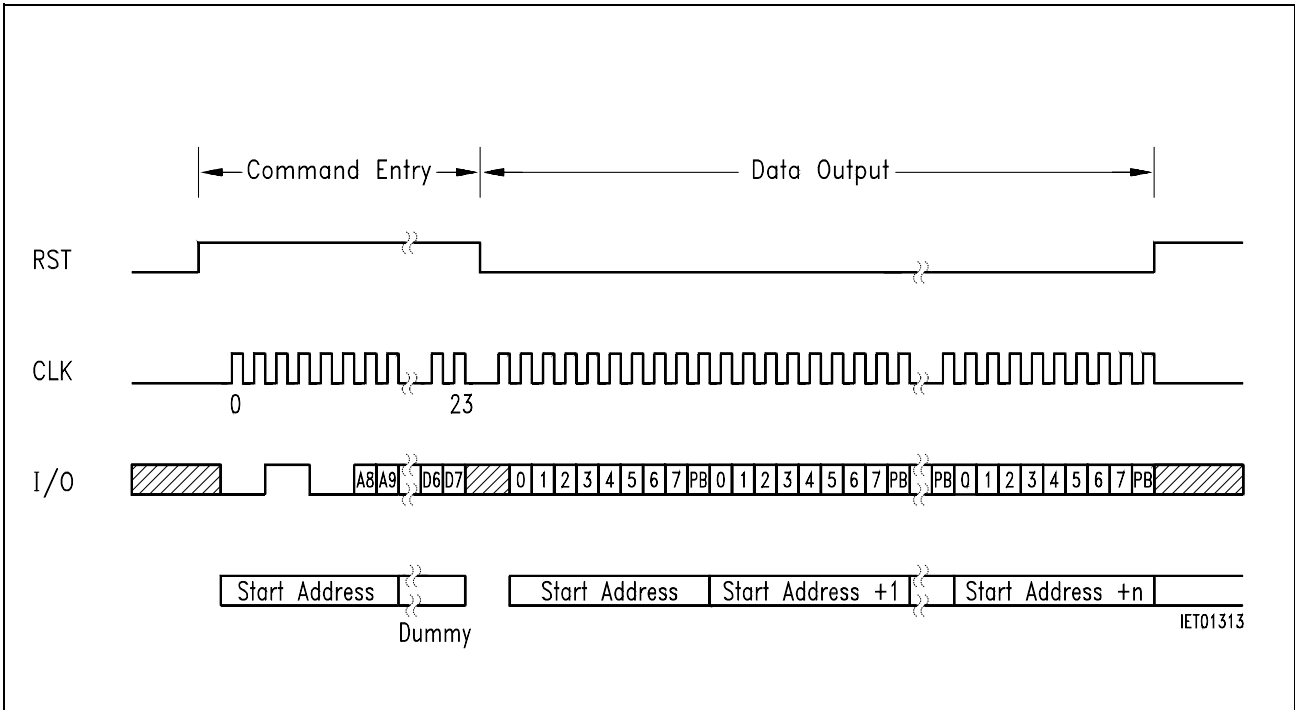 Command Entry Data Output
RST
CLK
0 23
I/O A8 A9 D6 D7 0 1 2 3 4 5 6 7 PB 0 1 2 3 4 5 6 7 PB PB 0 1 2 3 4 5 6 7 PB
Start Address Start Address Start Address +1 Start Address +n
Dummy IET01313